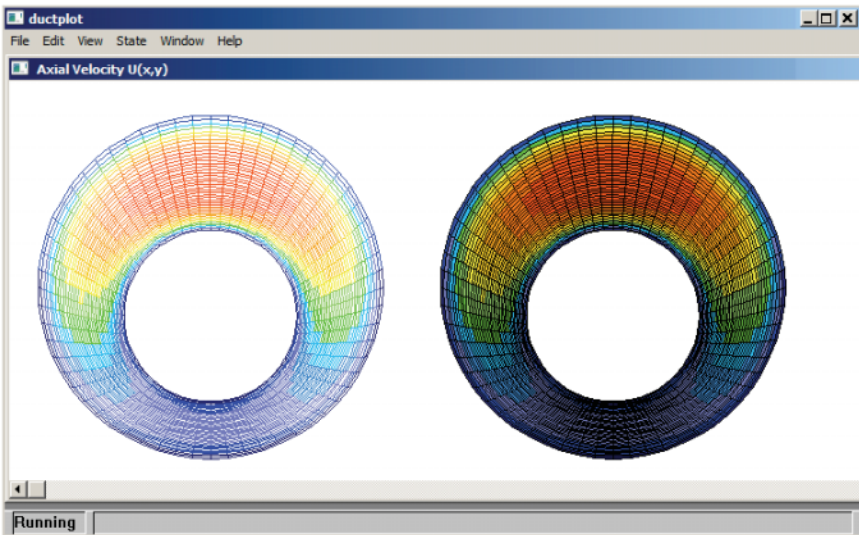 ductplot
File Edit View State Window Help
Axial Velocity U(x,y)
Running